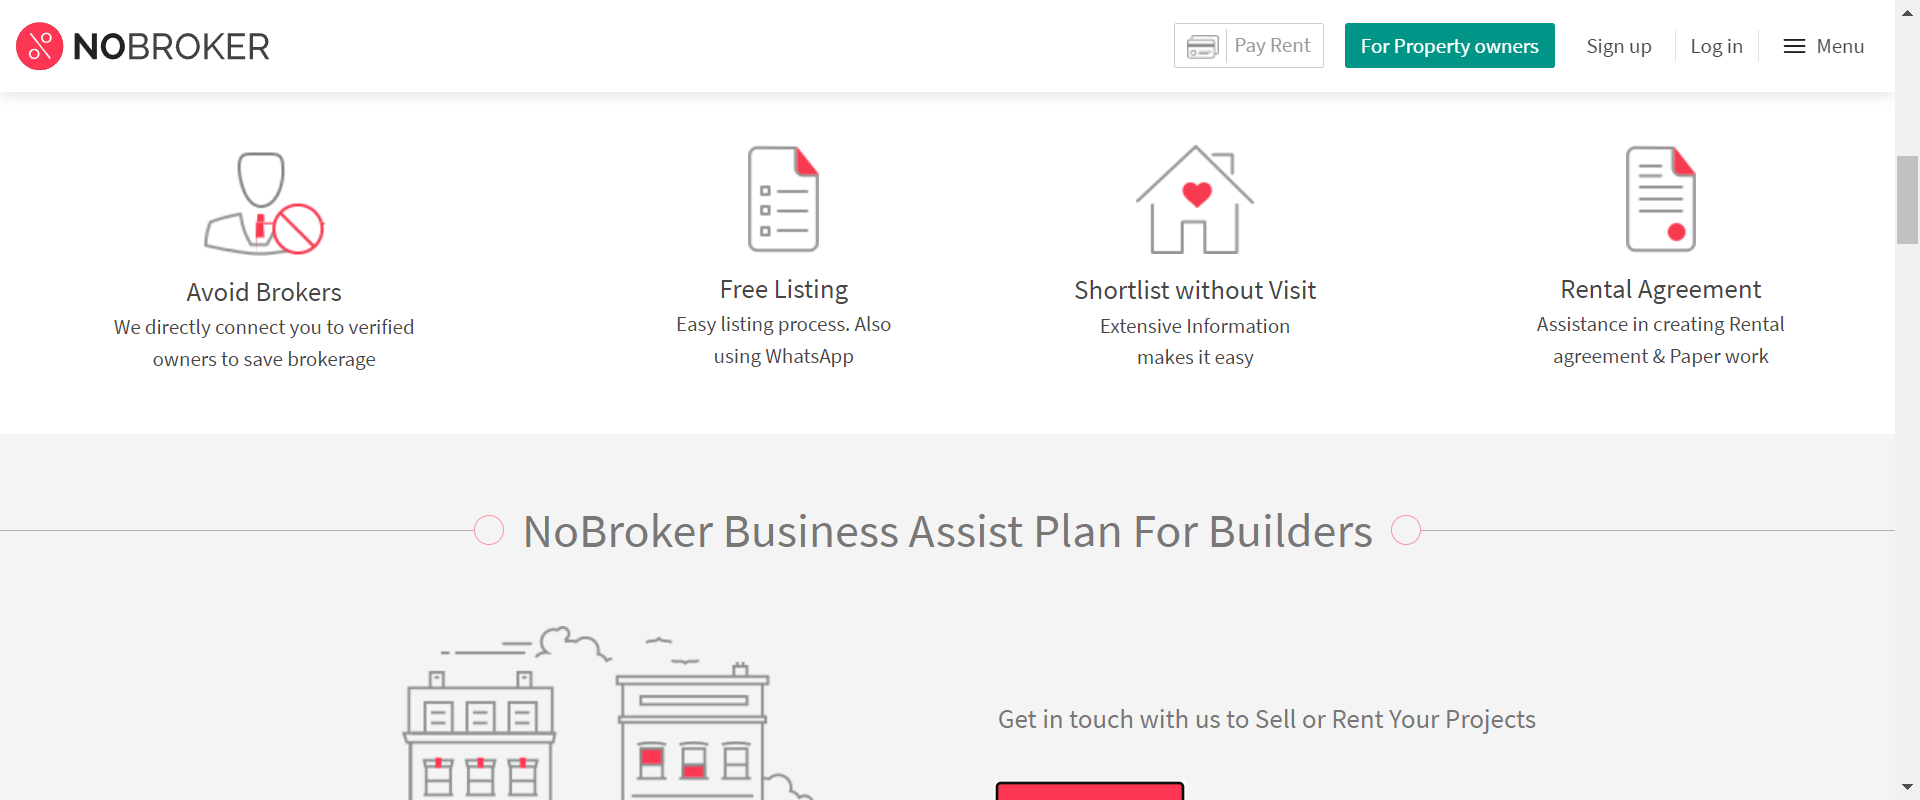 NOBROKER
Pay Rent
For Property owners
Sign up
Log in
Menu
Avoid Brokers
We directly connect you to verified
owners to save brokerage
Free Listing
Easy listing process. Also
using WhatsApp
Shortlist without Visit
Extensive Information
makes it easy
Rental Agreement
Assistance in creating Rental
agreement & Paper work
NoBroker Business Assist Plan For Builders
Get in touch with us to Sell or Rent Your Projects